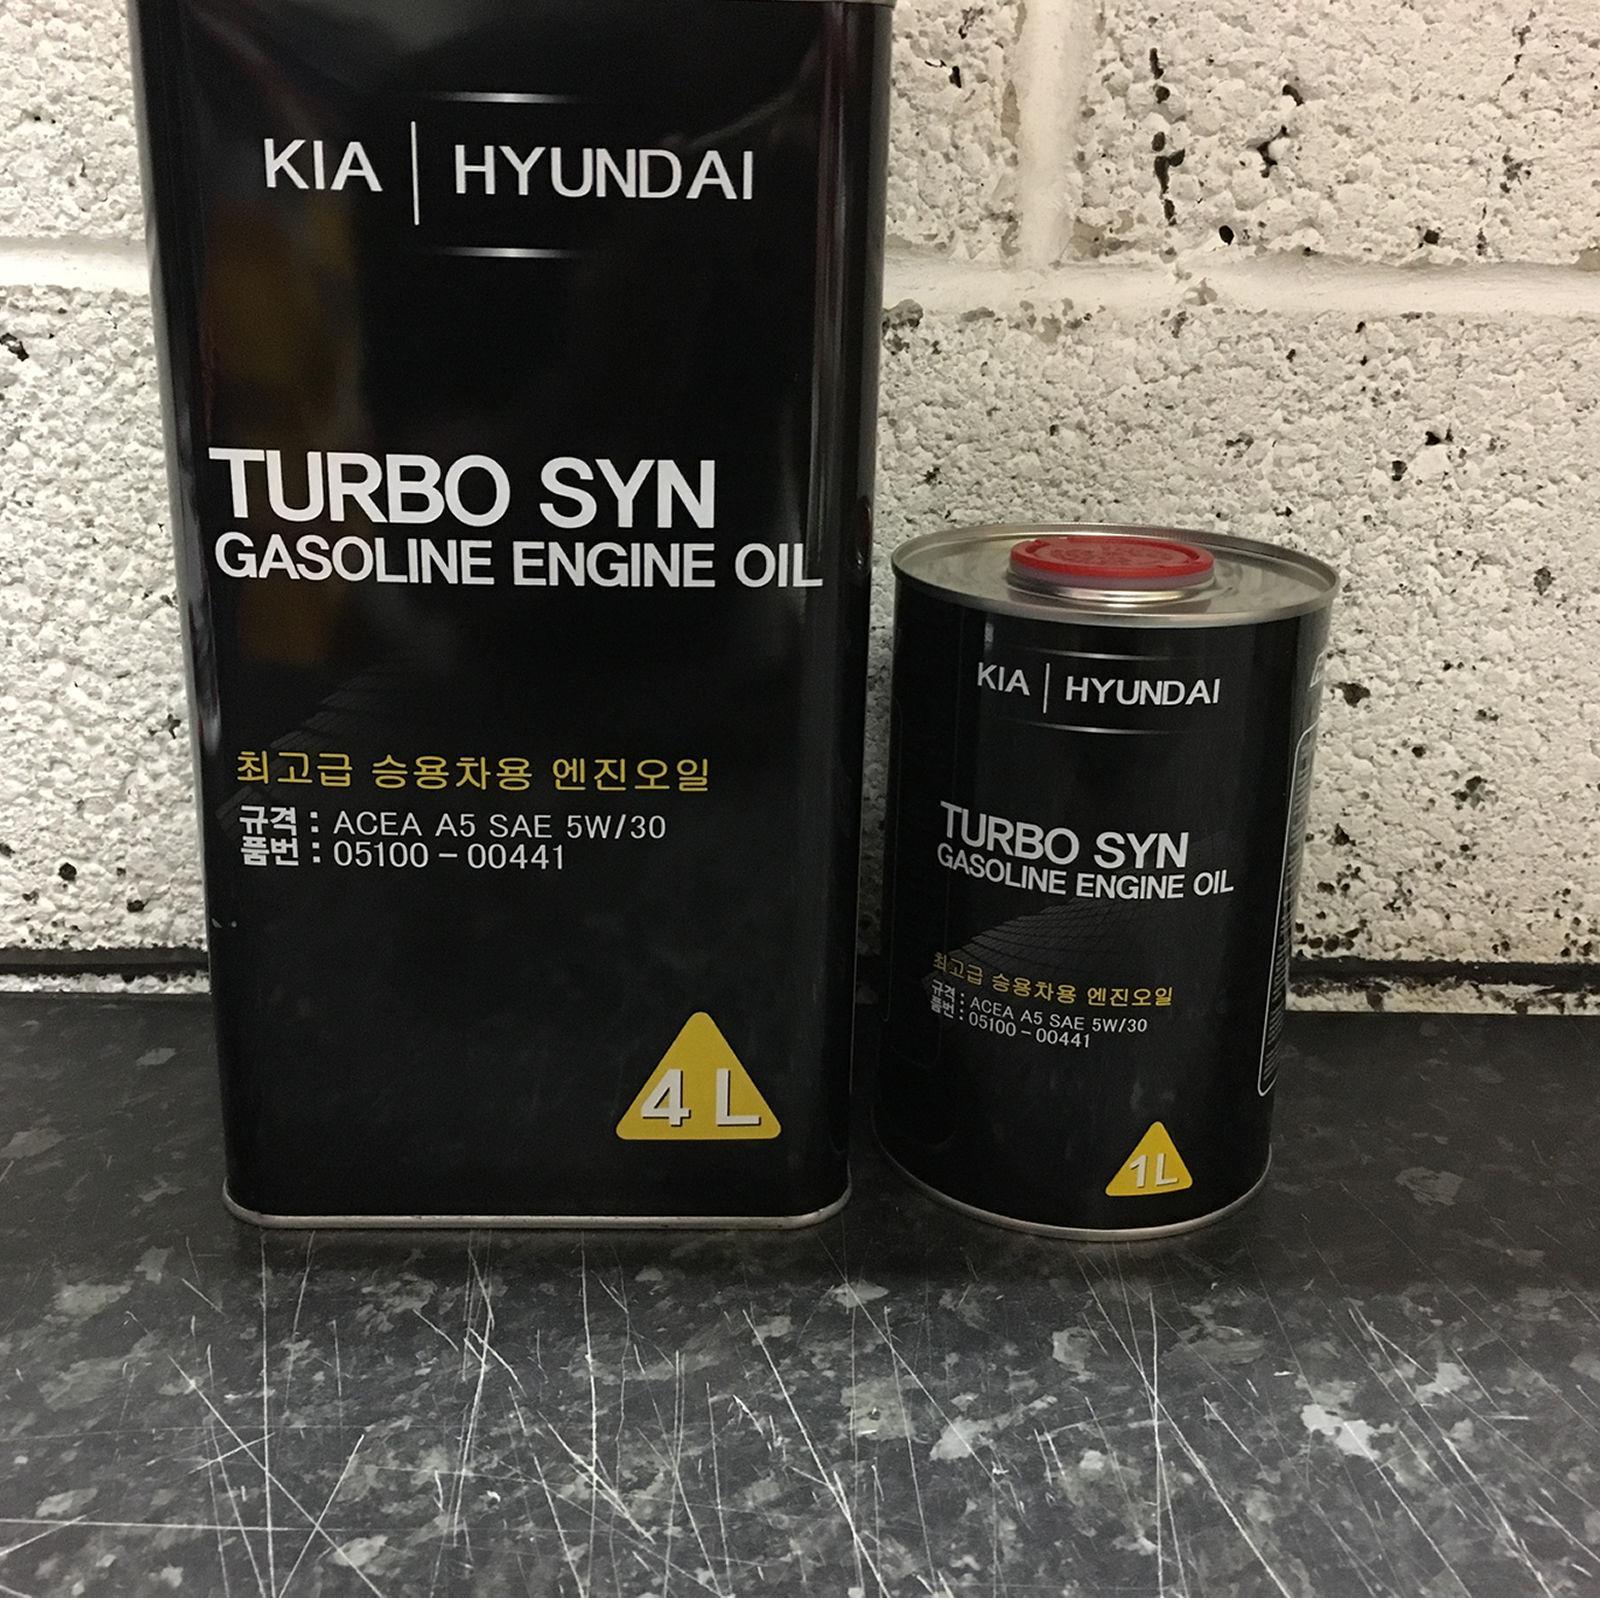 KIA | HYUNDAI
TURBO SYN
GASOLINE ENGINE OIL
최고급 승용차용 엔진오일
규격 : ACEA A5 SAE 5W/30
품번 : 05100 - 00441
4 L
KIA | HYUNDAI
TURBO SYN
GASOLINE ENGINE OIL
최고급 승용차용 엔진오일
규격 : ACEA A5 SAE 5W/30
품번 : 05100 - 00441
1L